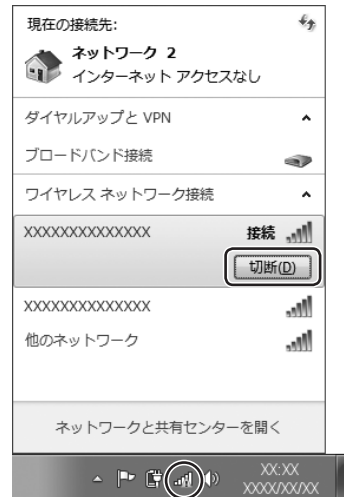 現在の接続先:
ネットワーク 2
インターネット アクセスなし
ダイヤルアップと VPN
ブロードバンド接続
ワイヤレス ネットワーク接続
XXXXXXXXXXXXXX 接続
切断(D)
XXXXXXXXXXXXXX
他のネットワーク
ネットワークと共有センターを開く
XX:XX
XXXX/XX/XX